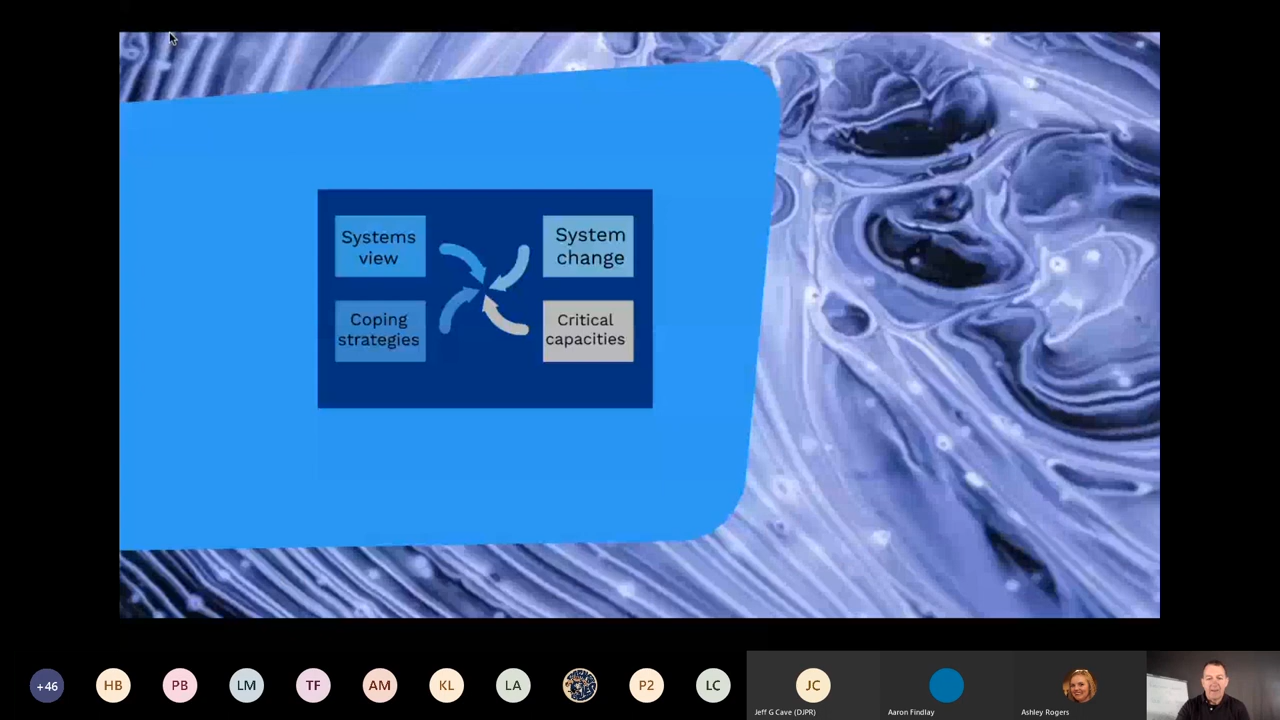 Systems
view
System
change
Coping
strategies
Critical
capacities
+46
HB
PB
LM
TF
AM
KL
LA
P2
LC
JC
Jeff G Cave (DJPR)
Aaron Findlay
Ashley Rogers